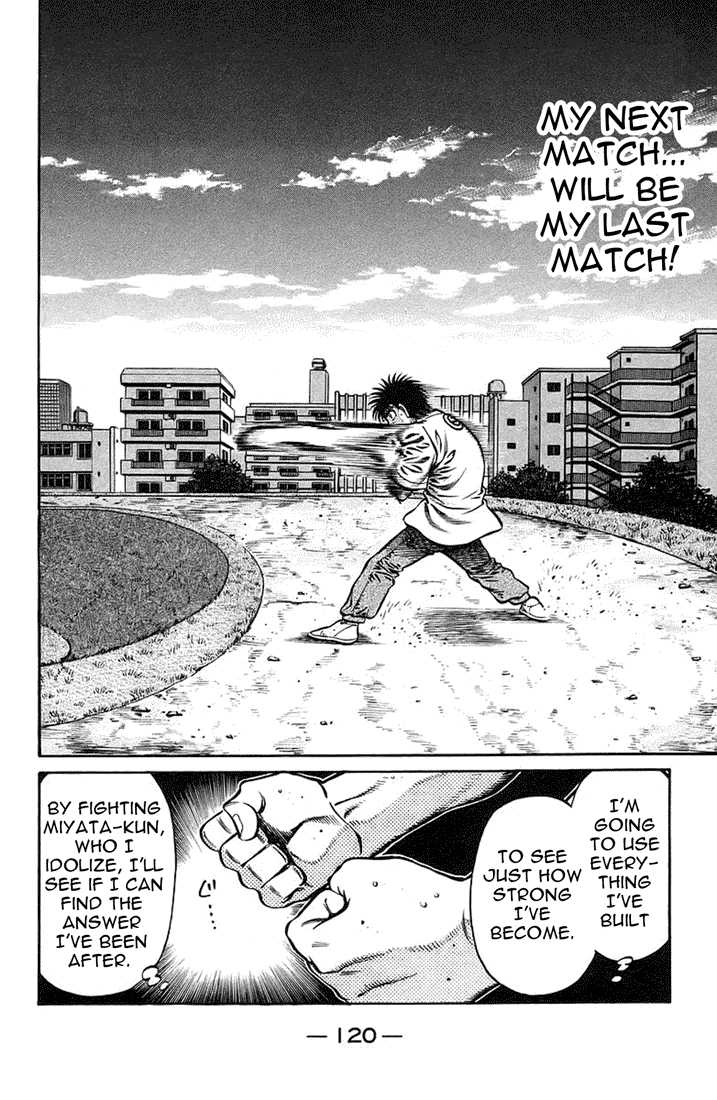 MY NEXT
MATCH...
WILL BE
MY LAST
MATCH!
I'M
GOING
TO USE
EVERY-
THING
I'VE
BUILT
TO SEE
JUST HOW
STRONG
I'VE
BECOME.
BY FIGHTING
MIYATA-KUN,
WHO I
IDOLIZE, I'LL
SEE IF I CAN
FIND THE
ANSWER
I'VE BEEN
AFTER.
— 120 —